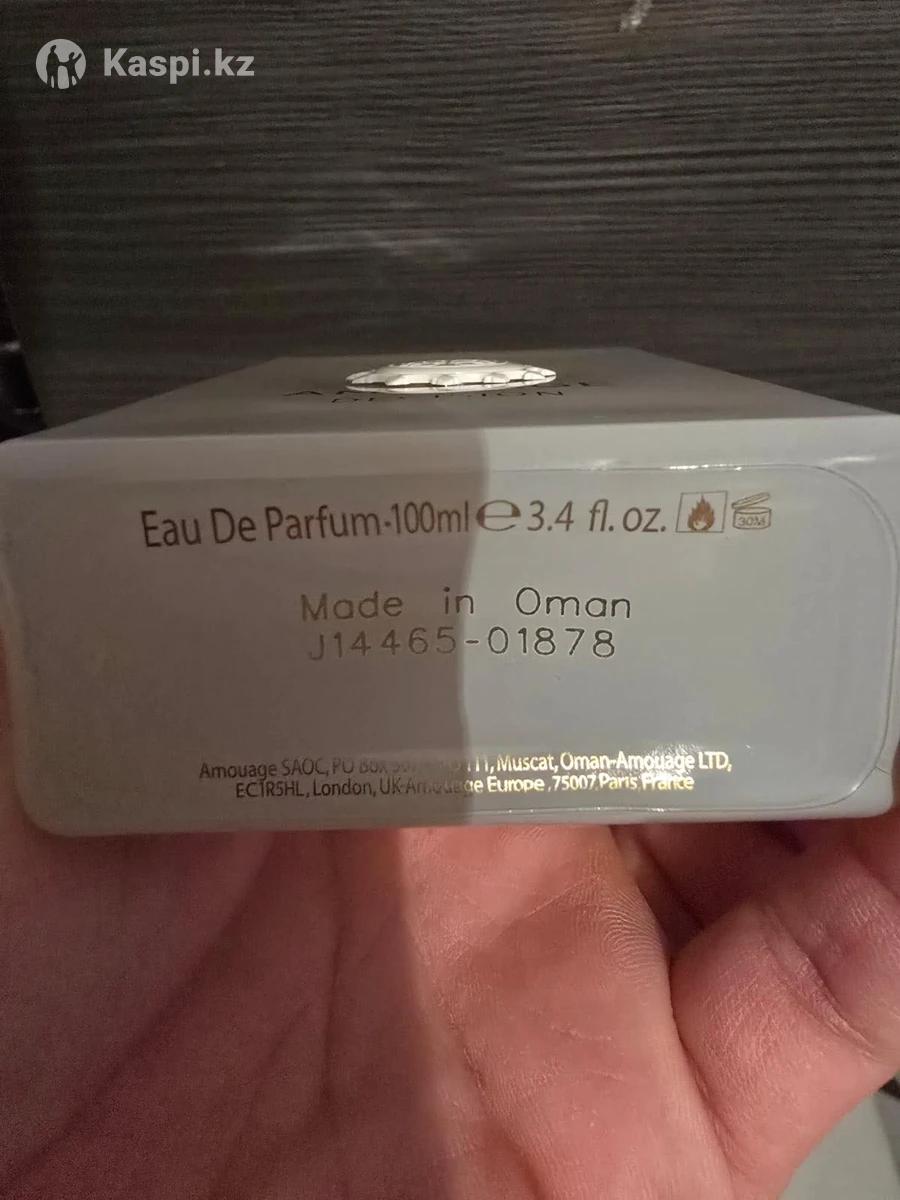 Kaspi.kz
Eau De Parfum·100ml ℮ 3.4 fl. oz.
30M
Made in Oman
J14465-01878
Amouage SAOC, PO Box 111, Muscat, Oman-Amouage LTD,
EC1R5HL, London, UK-Amouage Europe ,75007, Paris, France